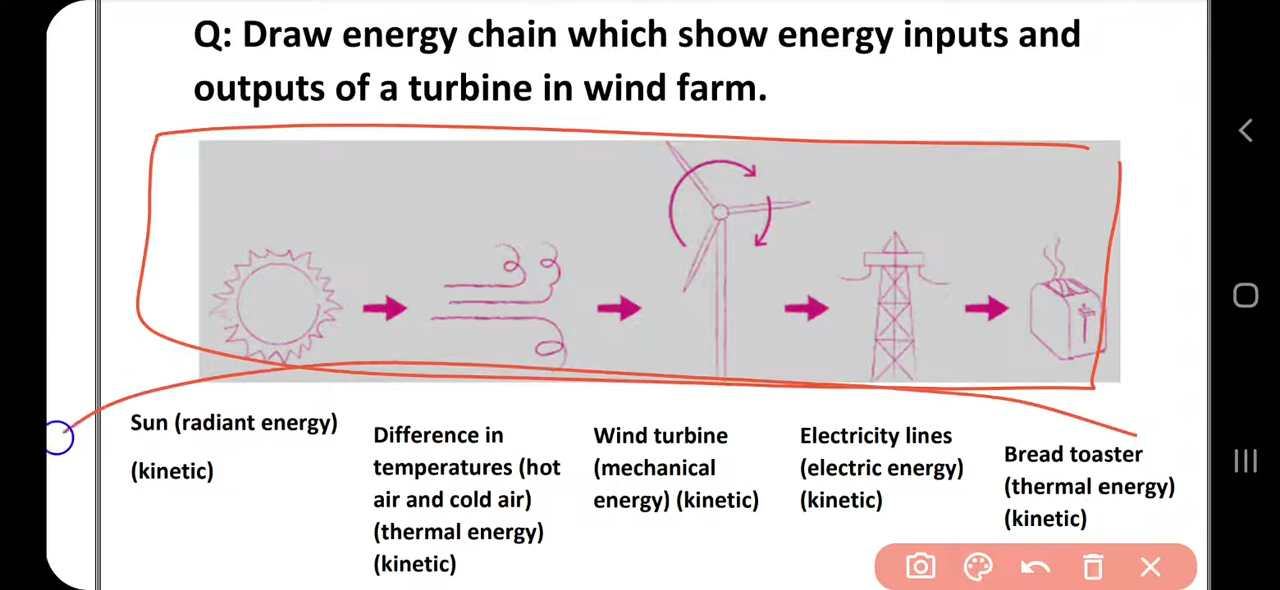 Q: Draw energy chain which show energy inputs and
outputs of a turbine in wind farm.
Sun (radiant energy)
(kinetic)
Difference in
temperatures (hot
air and cold air)
(thermal energy)
(kinetic)
Wind turbine
(mechanical
energy) (kinetic)
Electricity lines
(electric energy)
(kinetic)
Bread toaster
(thermal energy)
(kinetic)